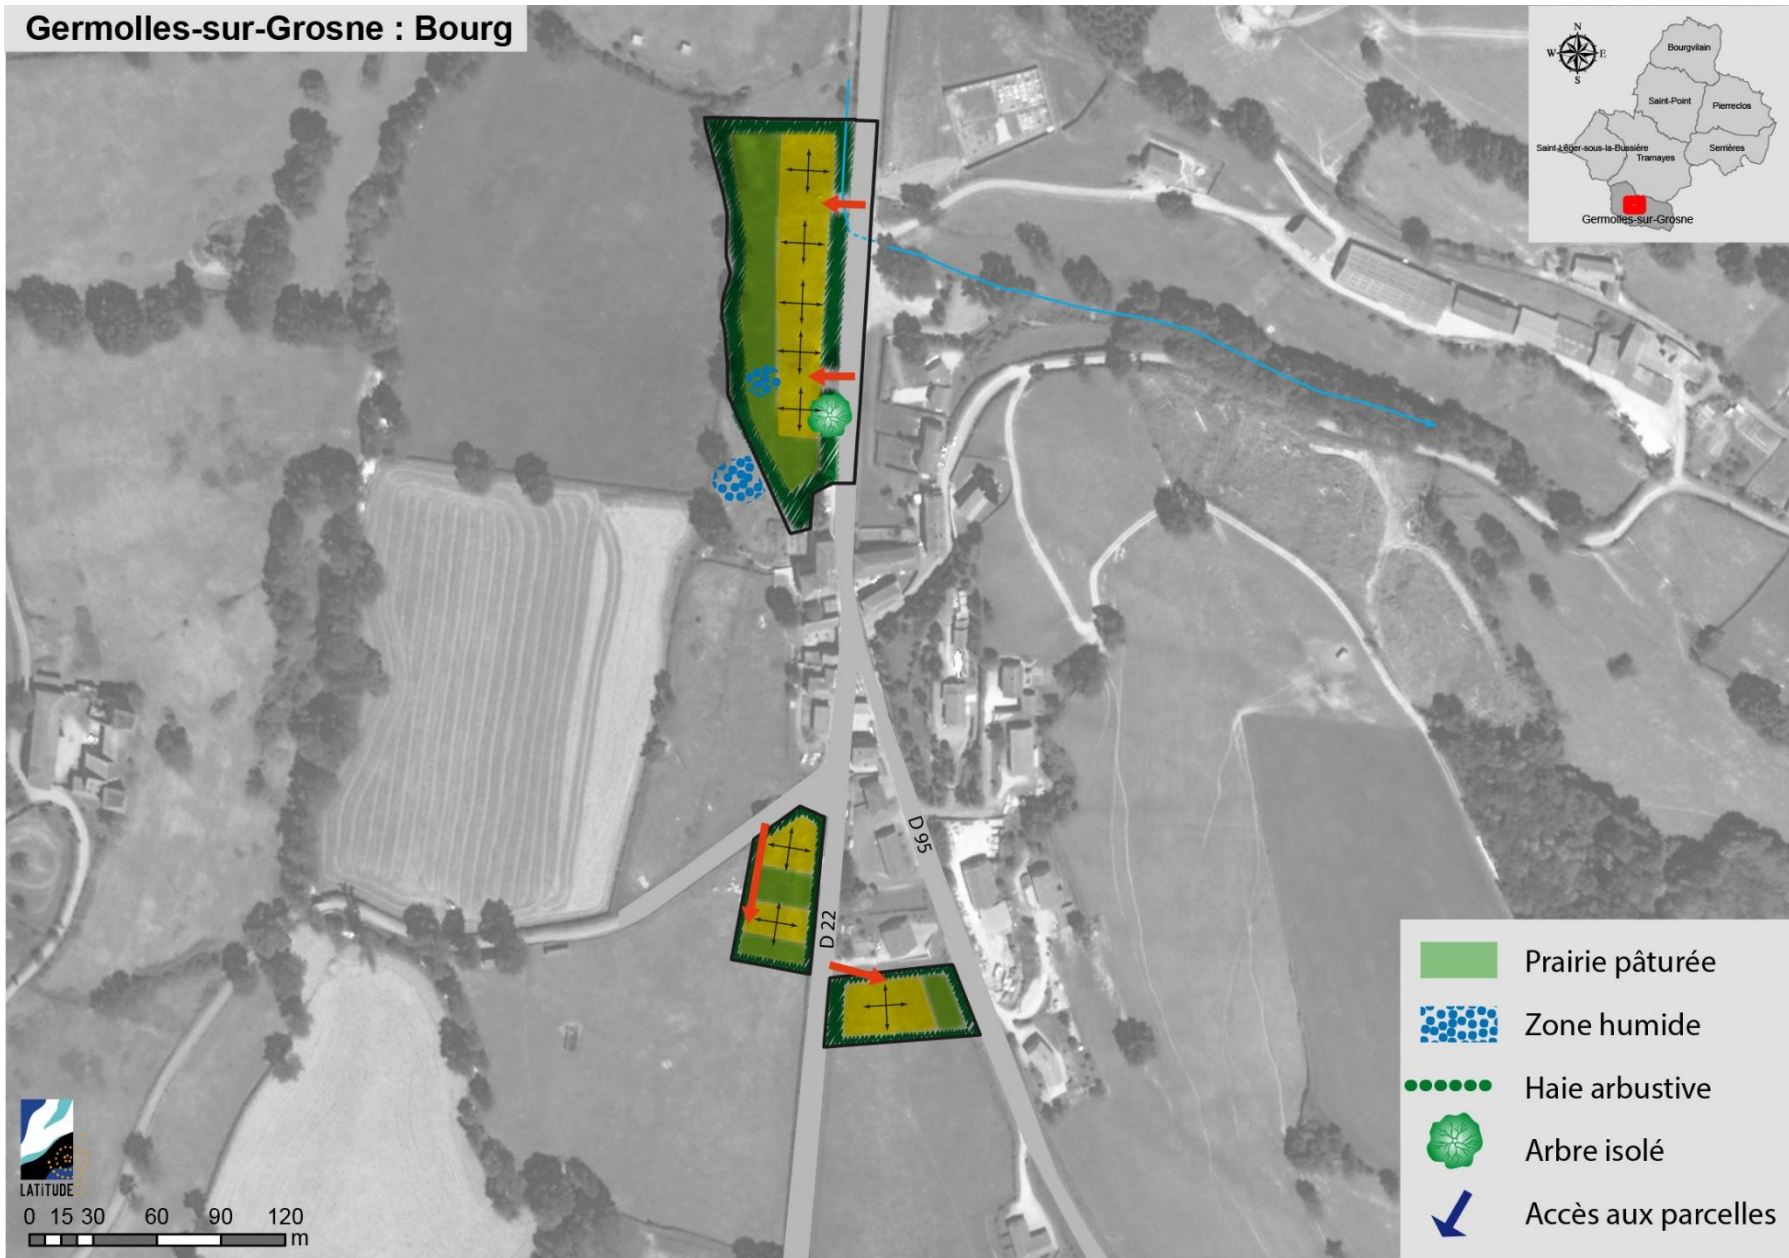 Germolles-sur-Grosne : Bourg
N
W E
S
Bourgvilain
Saint-Point
Pierreclos
Saint-Léger-sous-la-Bussière
Tramayes
Serrières
Germolles-sur-Grosne
D 95
D 22
Prairie pâturée
Zone humide
Haie arbustive
Arbre isolé
Accès aux parcelles
LATiTUDE
0 15 30 60 90 120
m